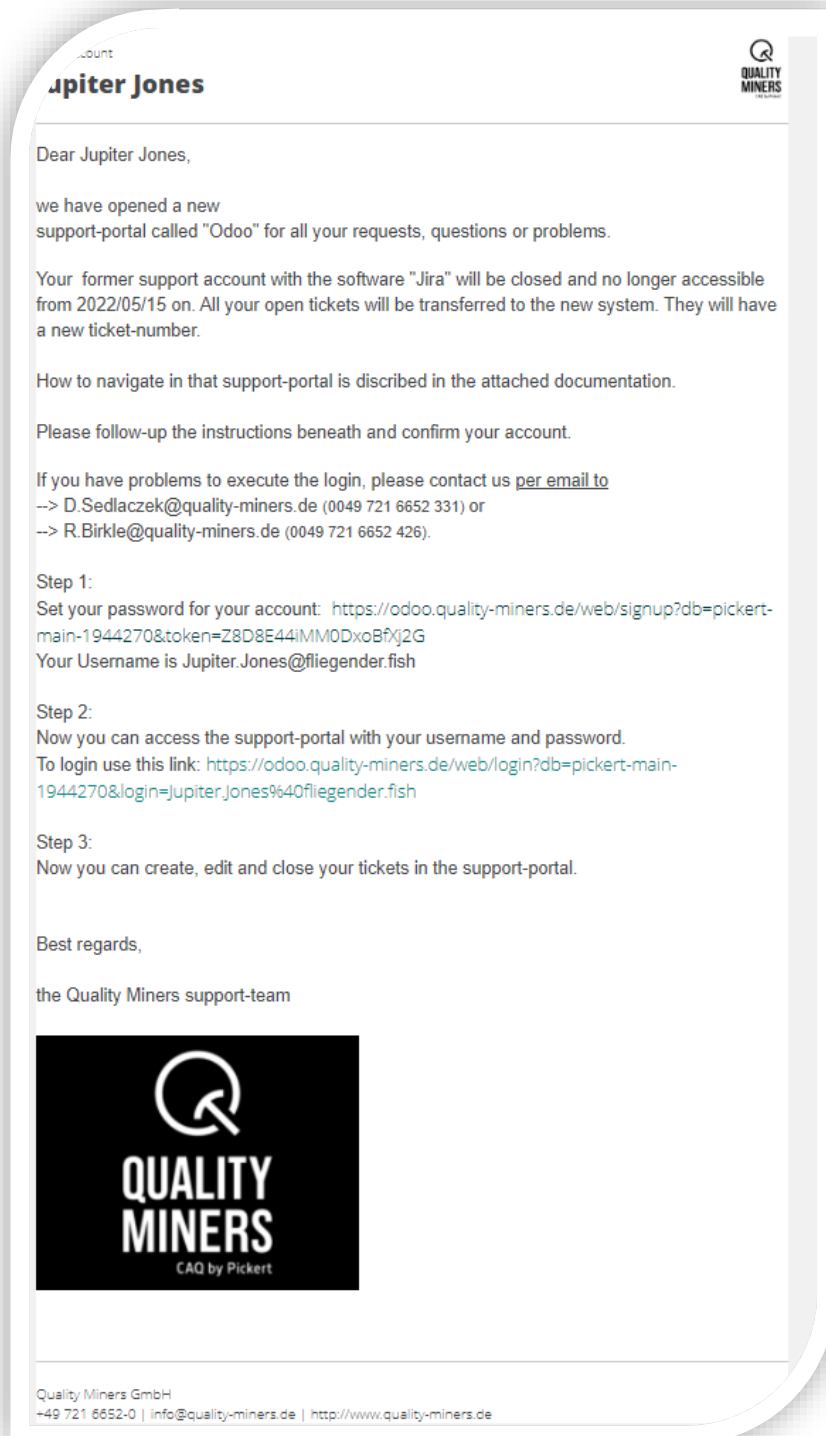 Jupiter Jones
QUALITY
MINERS
Dear Jupiter Jones,
we have opened a new
support-portal called "Odoo" for all your requests, questions or problems.
Your  former support account with the software "Jira" will be closed and no longer accessible
from 2022/05/15 on. All your open tickets will be transferred to the new system. They will have
a new ticket-number.
How to navigate in that support-portal is discribed in the attached documentation.
Please follow-up the instructions beneath and confirm your account.
If you have problems to execute the login, please contact us per email to
--> D.Sedlaczek@quality-miners.de (0049 721 6652 331) or
--> R.Birkle@quality-miners.de (0049 721 6652 426).
Step 1:
Set your password for your account:  https://odoo.quality-miners.de/web/signup?db=pickert-
main-1944270&token=Z8D8E44iMM0DxoBfXj2G
Your Username is Jupiter.Jones@fliegender.fish
Step 2:
Now you can access the support-portal with your username and password.
To login use this link: https://odoo.quality-miners.de/web/login?db=pickert-main-
1944270&login=Jupiter.Jones%40fliegender.fish
Step 3:
Now you can create, edit and close your tickets in the support-portal.
Best regards,
the Quality Miners support-team
QUALITY
MINERS
CAQ by Pickert
Quality Miners GmbH
+49 721 6652-0 | info@quality-miners.de | http://www.quality-miners.de